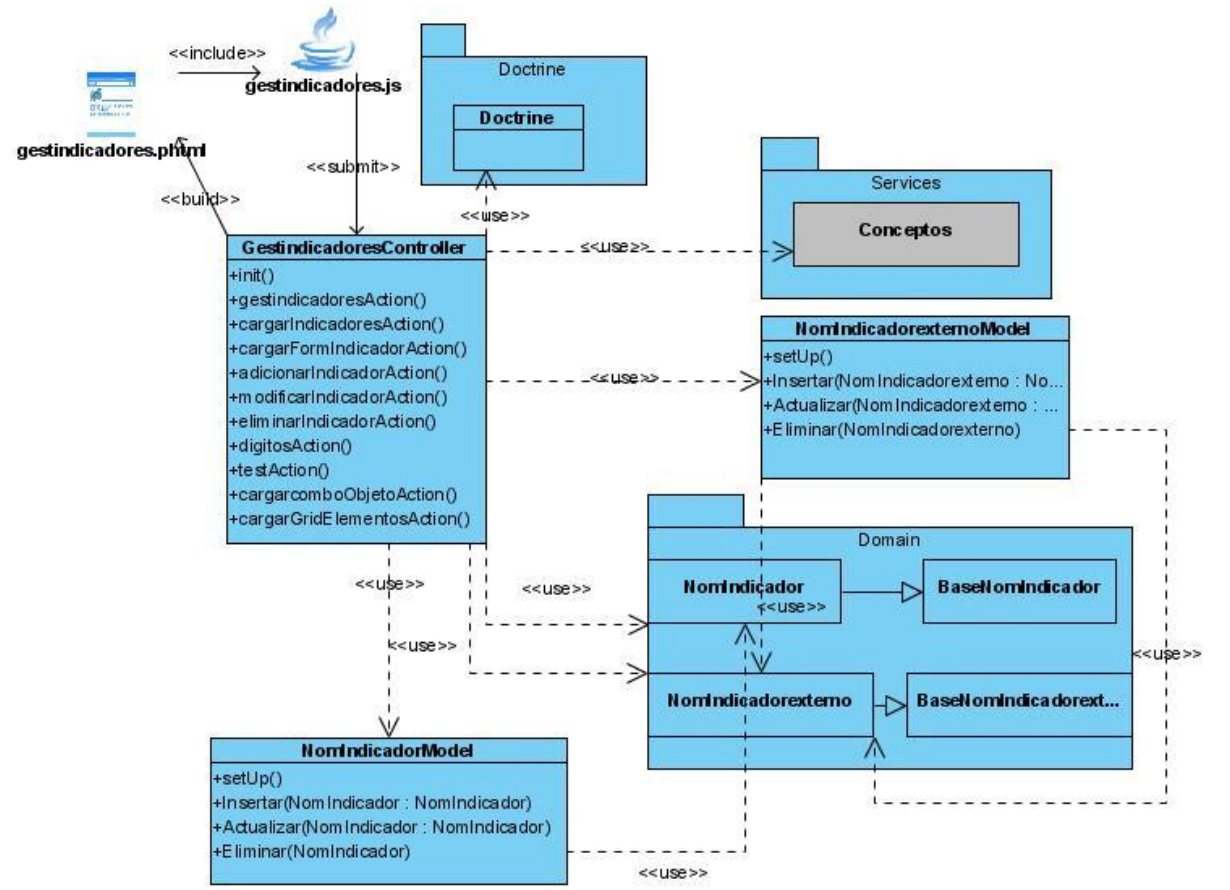 <<include>>
gestindicadores.js
gestindicadores.phtml
<<submit>>
<<build>>
Doctrine
Doctrine
<<use>>
Services
Conceptos
<<use>>
GestindicadoresController
+init()
+gestindicadoresAction()
+cargarIndicadoresAction()
+cargarFormIndicadorAction()
+adicionarIndicadorAction()
+modificarIndicadorAction()
+eliminarIndicadorAction()
+digitosAction()
+testAction()
+cargarcomboObjetoAction()
+cargarGridElementosAction()
<<use>>
NomIndicadorexternoModel
+setUp()
+Insertar(NomIndicadorexterno : No...
+Actualizar(NomIndicadorexterno : ...
+Eliminar(NomIndicadorexterno)
Domain
NomIndicador
BaseNomIndicador
<<use>>
<<use>>
<<use>>
<<use>>
<<use>>
NomIndicadorexterno
BaseNomIndicadorext...
NomIndicadorModel
+setUp()
+Insertar(NomIndicador : NomIndicador)
+Actualizar(NomIndicador : NomIndicador)
+Eliminar(NomIndicador)
<<use>>